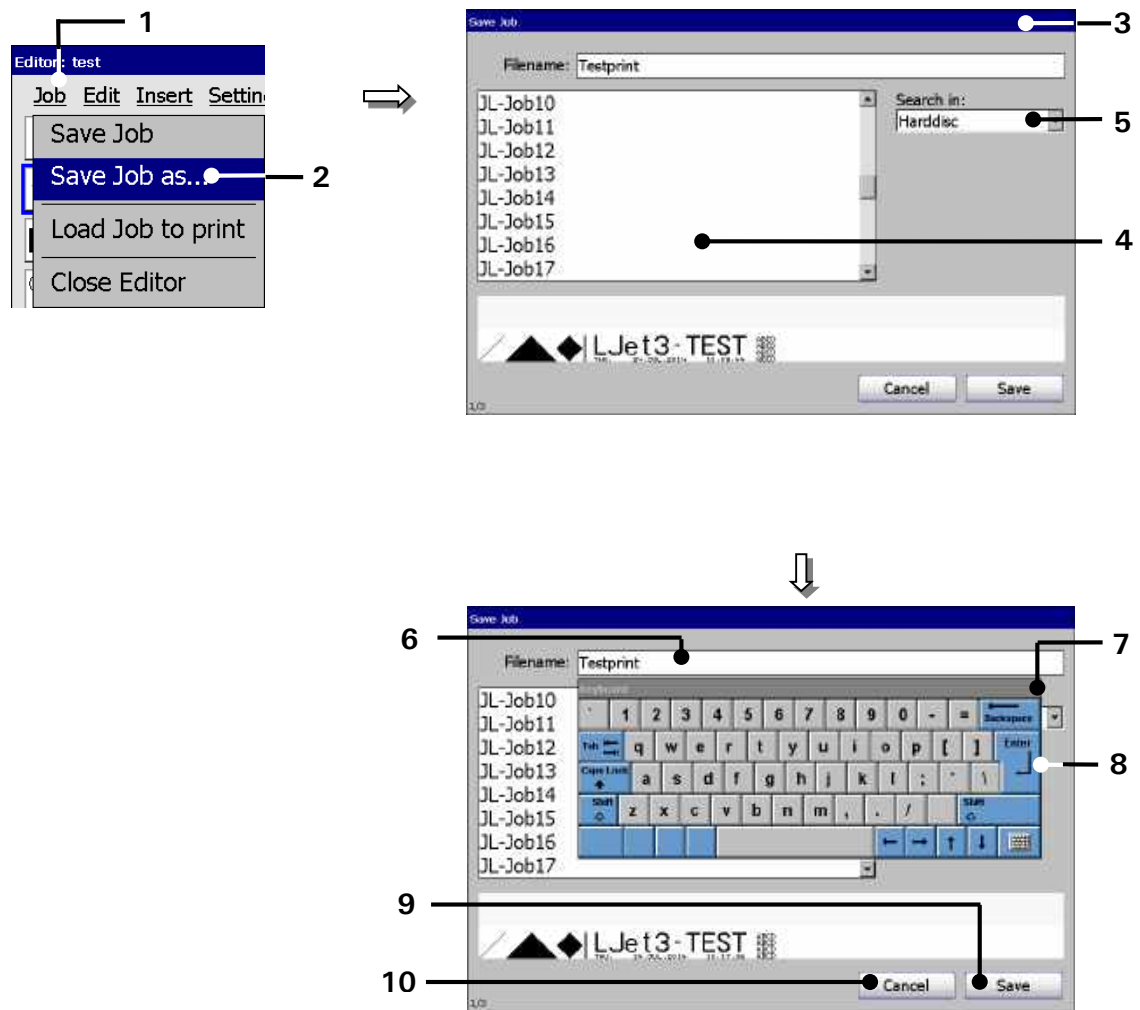 1
Editor: test
Job Edit Insert Settin
Save Job
Save Job as...
2
Load Job to print
Close Editor
Save Job
3
Filename: Testprint
JL-Job10
JL-Job11
JL-Job12
JL-Job13
JL-Job14
JL-Job15
JL-Job16
JL-Job17
Search in:
Harddisc
5
4
LJet3-TEST
Cancel Save
1/3
Save Job
6
Filename: Testprint
7
JL-Job10
JL-Job11
JL-Job12
JL-Job13
JL-Job14
JL-Job15
JL-Job16
JL-Job17
Keyboard
` 1 2 3 4 5 6 7 8 9 0 - = Backspace
Tab q w e r t y u i o p [ ] Enter
Caps Lock a s d f g h j k l ; ' \
8
Shift z x c v b n m , . / Shift
← → ↑ ↓
9
LJet3-TEST
10
Cancel Save